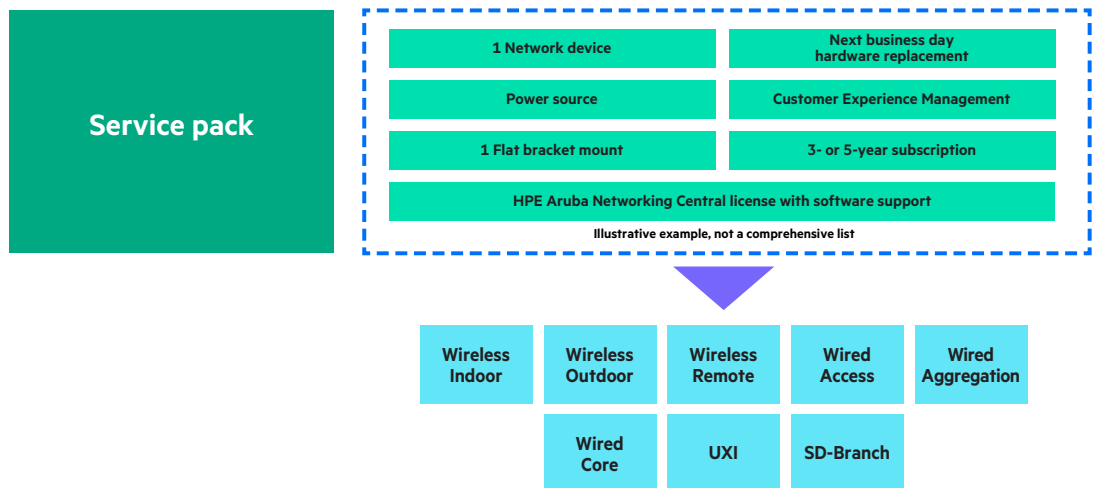 Service pack
1 Network device
Next business day
hardware replacement
Power source
Customer Experience Management
1 Flat bracket mount
3- or 5-year subscription
HPE Aruba Networking Central license with software support
Illustrative example, not a comprehensive list
Wireless
Indoor
Wireless
Outdoor
Wireless
Remote
Wired
Access
Wired
Aggregation
Wired
Core
UXI
SD-Branch